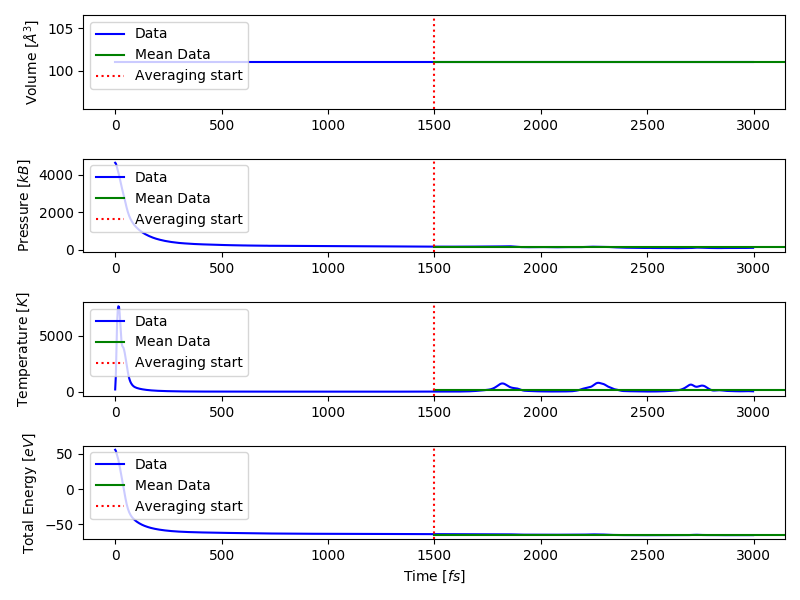 Volume [Å³]
105
100
Data
Mean Data
Averaging start
0 500 1000 1500 2000 2500 3000
Pressure [kB]
4000
2000
0
Data
Mean Data
Averaging start
0 500 1000 1500 2000 2500 3000
Temperature [K]
5000
0
Data
Mean Data
Averaging start
0 500 1000 1500 2000 2500 3000
Total Energy [eV]
50
0
−50
Data
Mean Data
Averaging start
0 500 1000 1500 2000 2500 3000
Time [fs]